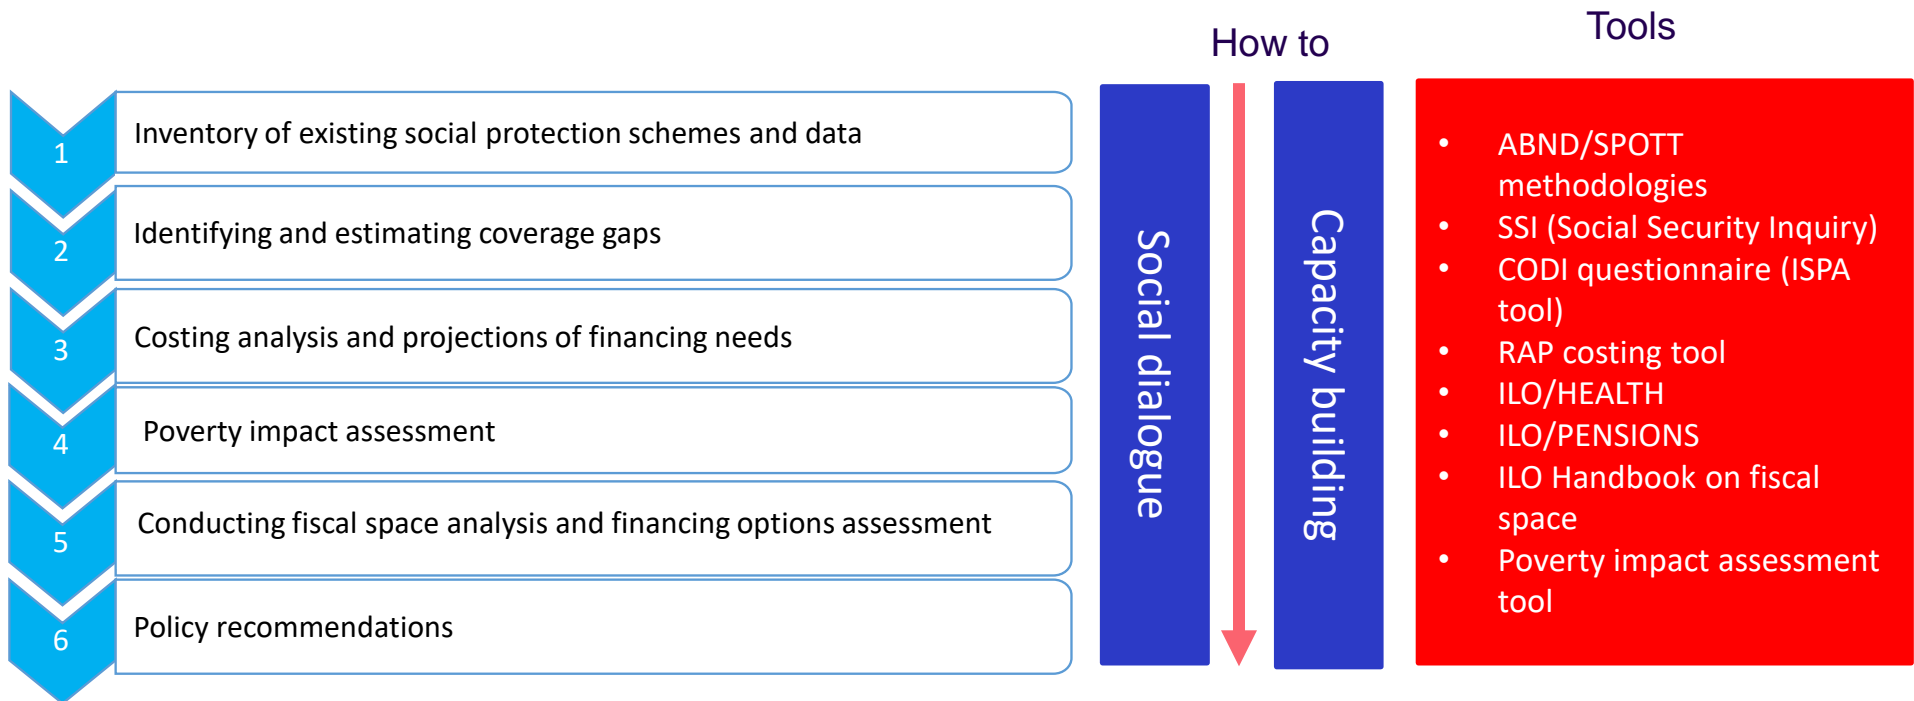 How to
Tools
1
Inventory of existing social protection schemes and data
2
Identifying and estimating coverage gaps
3
Costing analysis and projections of financing needs
4
Poverty impact assessment
5
Conducting fiscal space analysis and financing options assessment
6
Policy recommendations
Social dialogue
Capacity building
• ABND/SPOTT
methodologies
• SSI (Social Security Inquiry)
• CODI questionnaire (ISPA
tool)
• RAP costing tool
• ILO/HEALTH
• ILO/PENSIONS
• ILO Handbook on fiscal
space
• Poverty impact assessment
tool